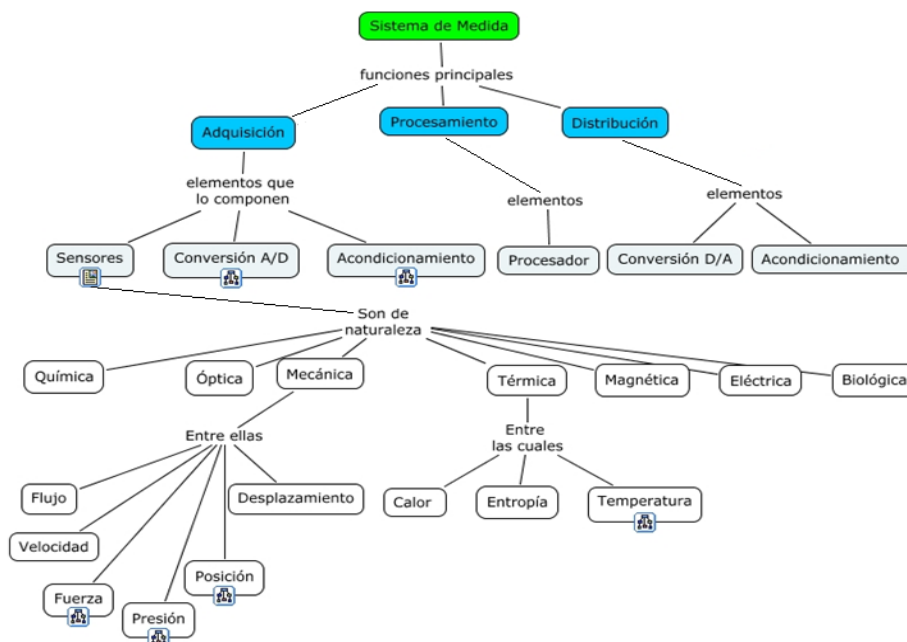 Sistema de Medida
funciones principales
Adquisición
Procesamiento
Distribución
elementos que
lo componen
elementos
elementos
Sensores
Conversión A/D
Acondicionamiento
Procesador
Conversión D/A
Acondicionamiento
Son de
naturaleza
Química
Óptica
Mecánica
Térmica
Magnética
Eléctrica
Biológica
Entre ellas
Entre
las cuales
Flujo
Desplazamiento
Calor
Entropía
Temperatura
Velocidad
Fuerza
Presión
Posición